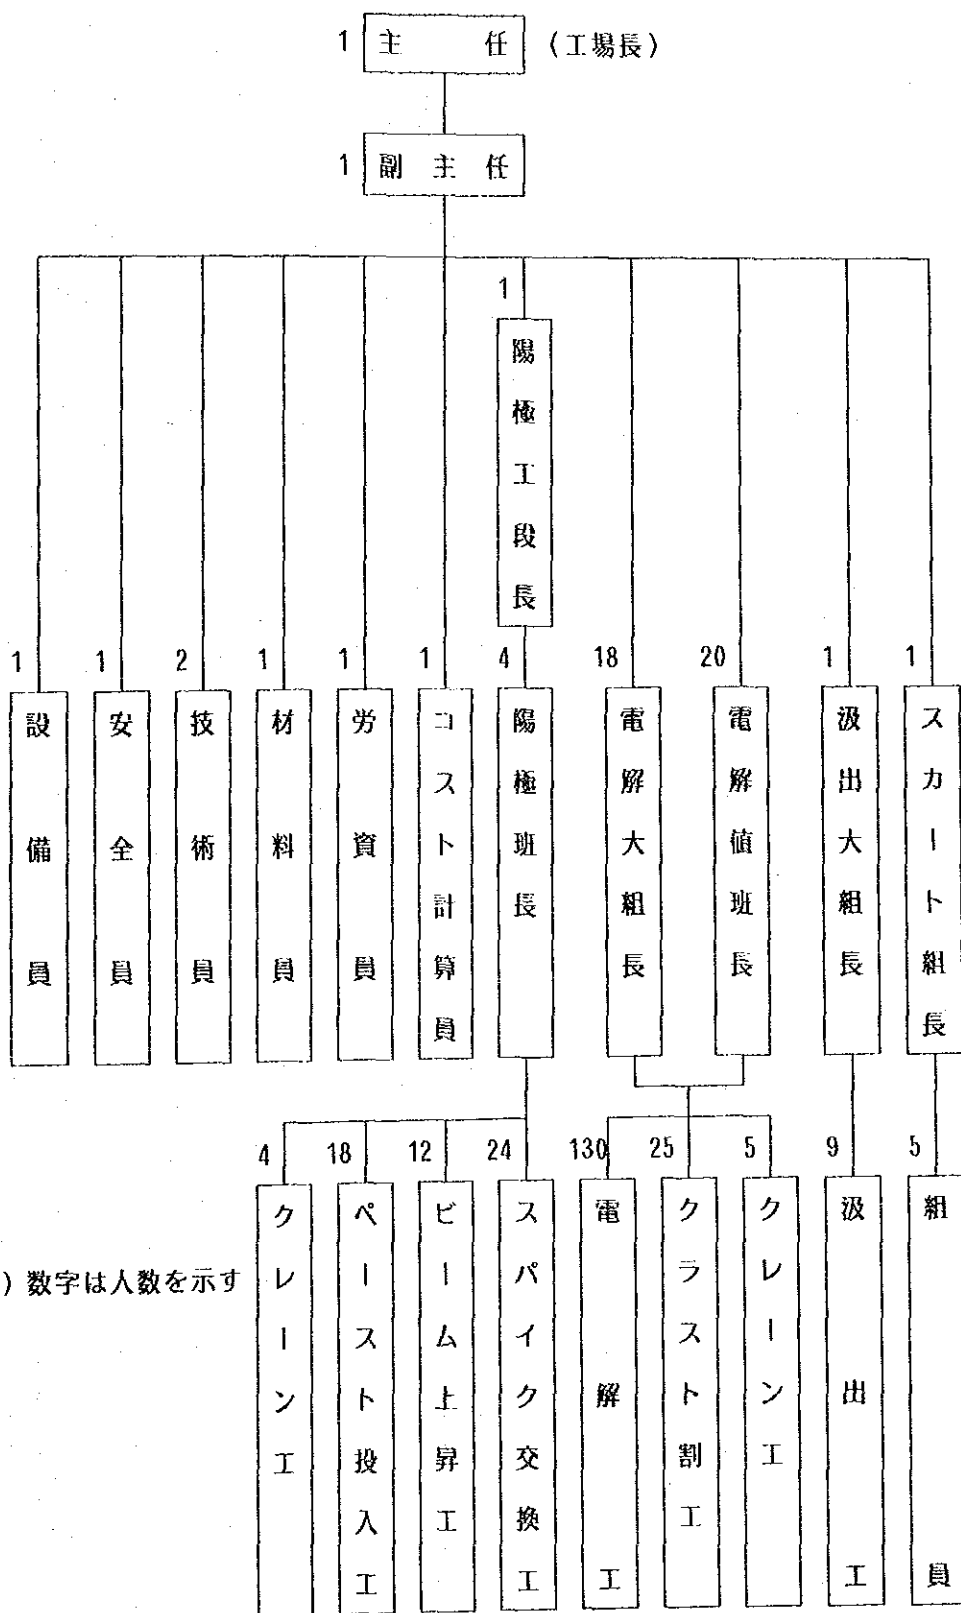 1 主任 (工場長)
1 副主任
1
陽極工段長
1 1 2 1 1 1 4 18 20 1 1
設備員
安全員
技術員
材料員
労資員
コスト計算員
陽極班長
電解大組長
電解値班長
汲出大組長
スカート組長
4 18 12 24 130 25 5 9 5
クレーン工
ペースト投入工
ビーム上昇工
スパイク交換工
電解工
クラスト割工
クレーン工
汲出工
組員
) 数字は人数を示す